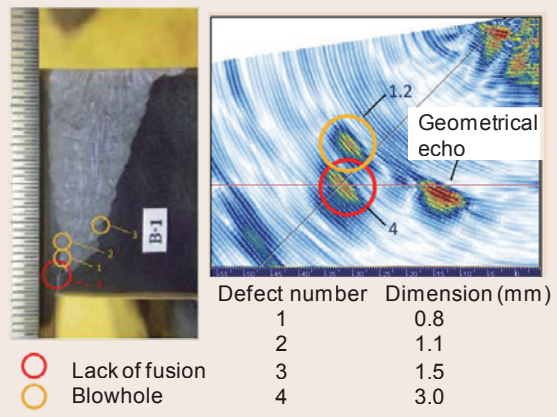 1.2
Geometrical
echo
4
3
B-1
2
1
Defect number Dimension (mm)
1 0.8
2 1.1
3 1.5
4 3.0
Lack of fusion
Blowhole